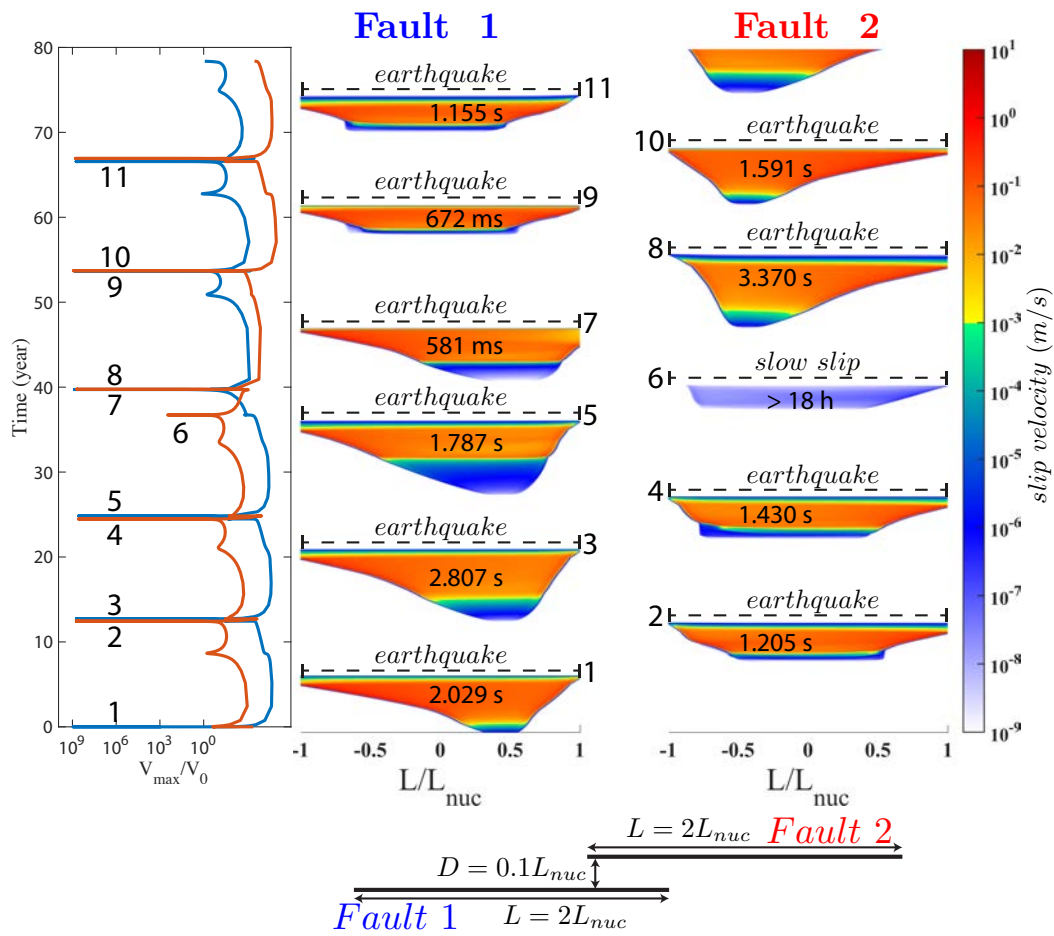 Fault 1
Fault 2
80
70
60
50
40
30
20
10
0
Time (year)
10^9 10^6 10^3 10^0
V_max/V_0
11
10
9
8
7
6
5
4
3
2
1
earthquake
11
1.155 s
earthquake
9
672 ms
earthquake
7
581 ms
earthquake
5
1.787 s
earthquake
3
2.807 s
earthquake
1
2.029 s
-1 -0.5 0 0.5 1
L/L_nuc
earthquake
10
1.591 s
earthquake
8
3.370 s
slow slip
6
> 18 h
earthquake
4
1.430 s
earthquake
2
1.205 s
-1 -0.5 0 0.5 1
L/L_nuc
10^1
10^0
10^-1
10^-2
10^-3
10^-4
10^-5
10^-6
10^-7
10^-8
10^-9
slip velocity (m/s)
L = 2L_nuc Fault 2
D = 0.1L_nuc
Fault 1 L = 2L_nuc